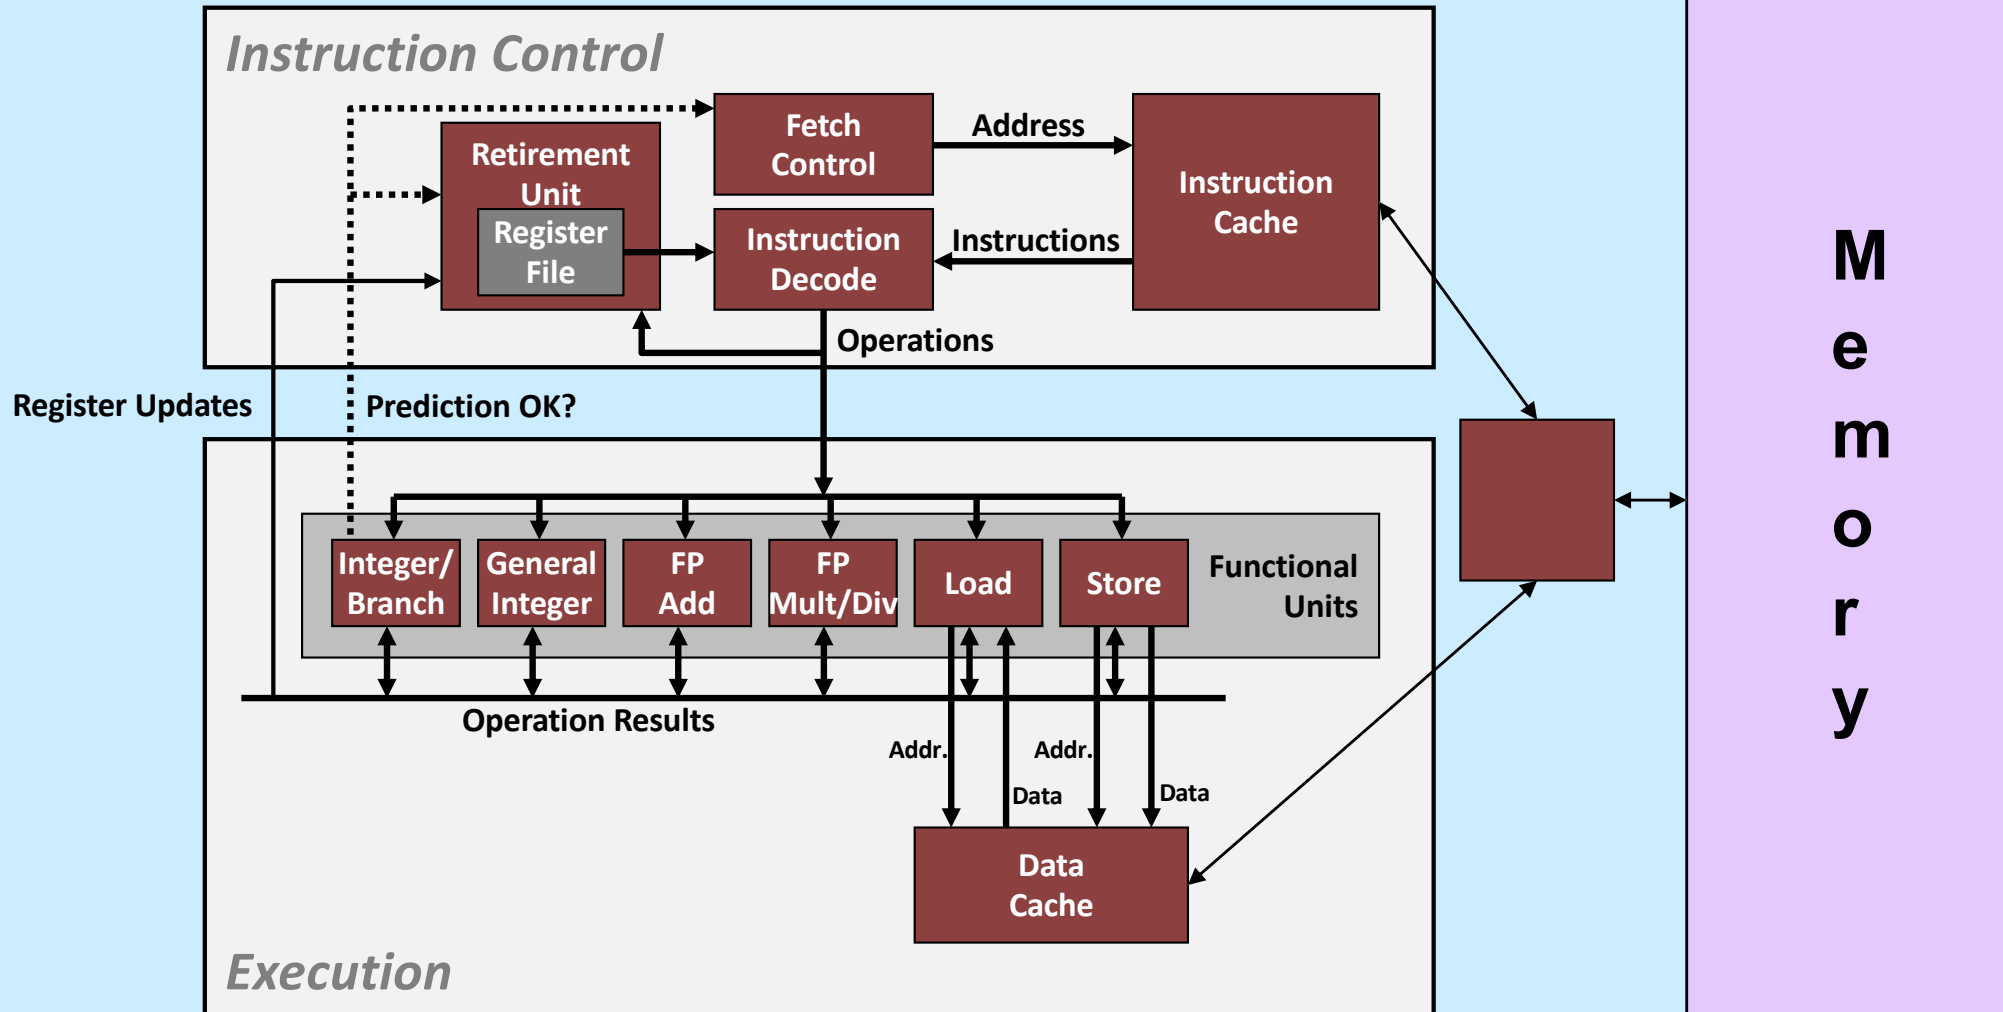 Instruction Control
Fetch
Control
Address
Retirement
Unit
Instruction
Cache
Register
File
Instruction
Decode
Instructions
Operations
Register Updates
Prediction OK?
Integer/
Branch
General
Integer
FP
Add
FP
Mult/Div
Load
Store
Functional
Units
Operation Results
Addr.
Addr.
Data
Data
Data
Cache
Execution
M
e
m
o
r
y